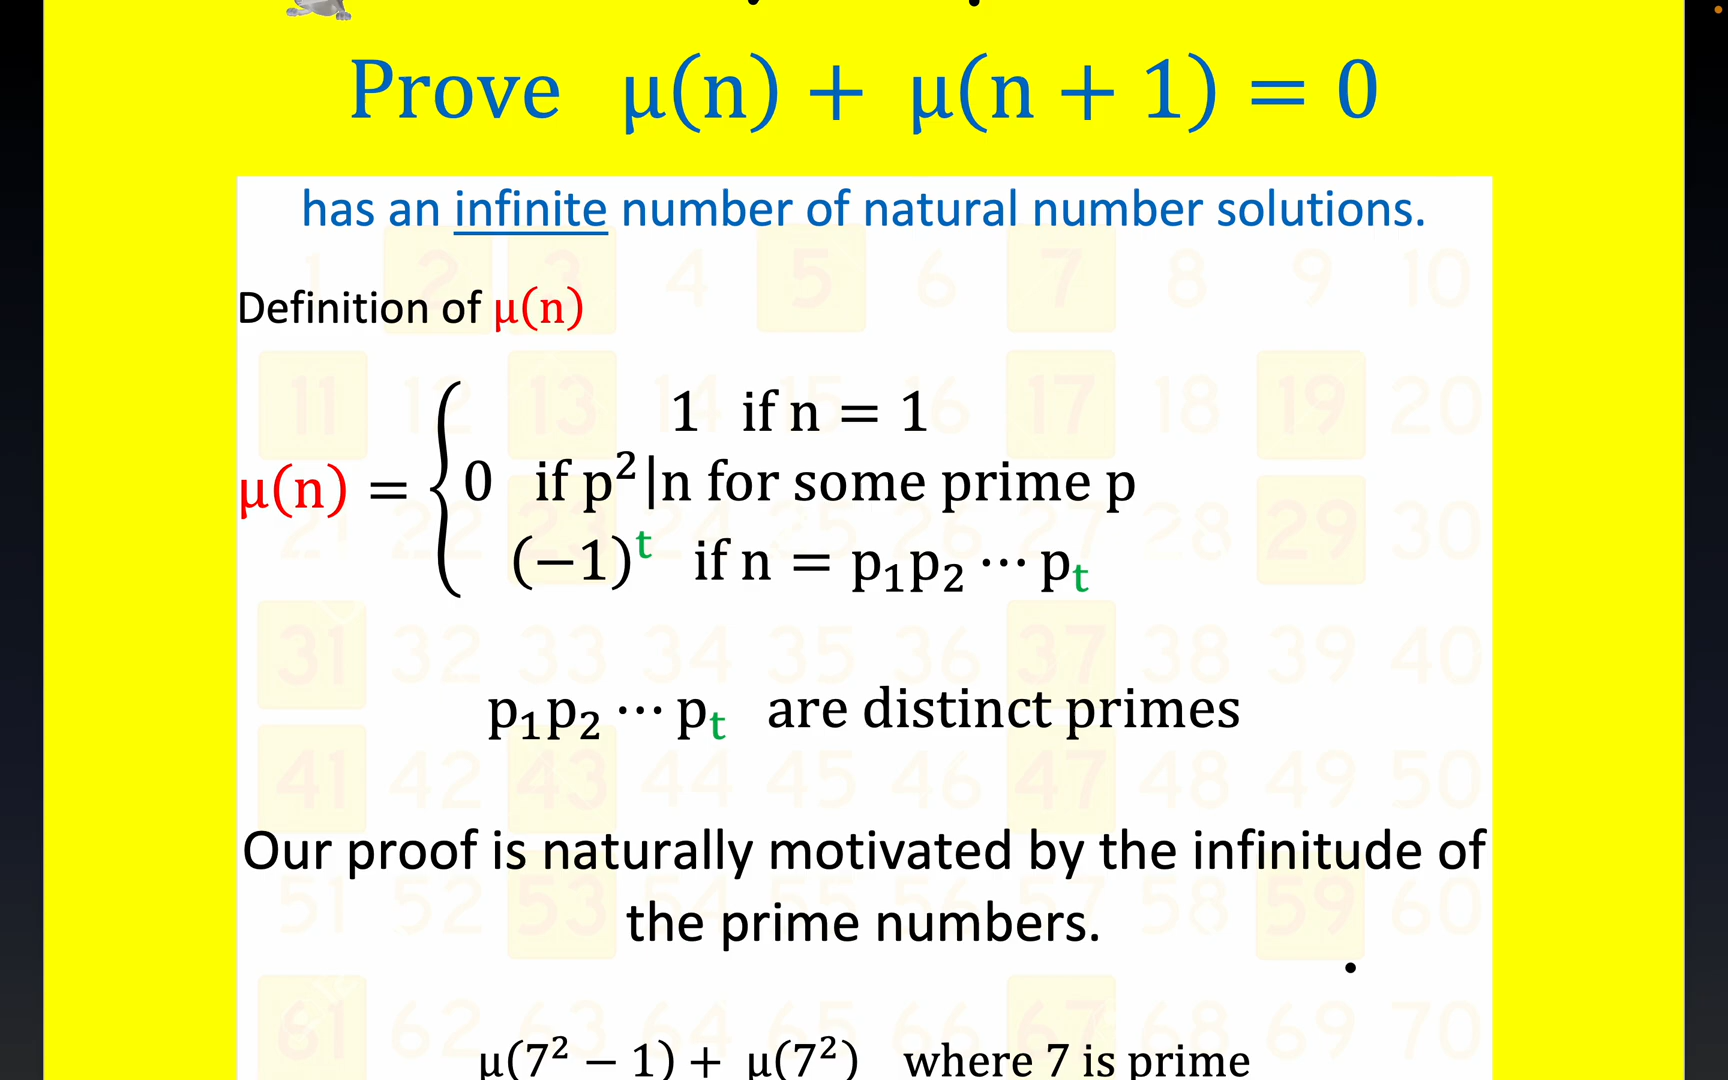 Prove μ(n) + μ(n + 1) = 0
has an infinite number of natural number solutions.
Definition of μ(n)
1 if n = 1
μ(n) = { 0 if p²|n for some prime p
(−1)ᵗ if n = p₁p₂ ⋯ pₜ
p₁p₂ ⋯ pₜ are distinct primes
Our proof is naturally motivated by the infinitude of
the prime numbers.
μ(7² − 1) + μ(7²) where 7 is prime